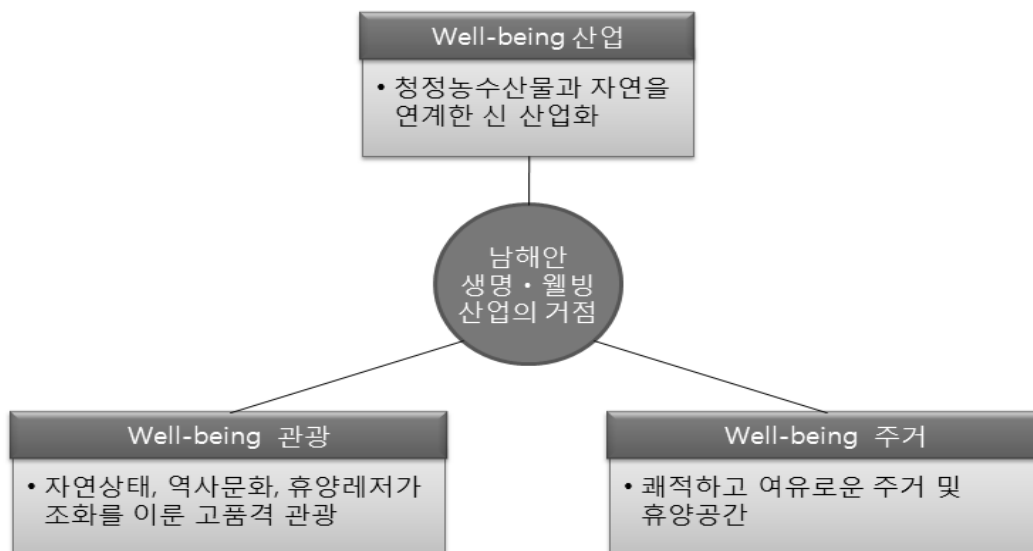 Well-being 산업
• 청정농수산물과 자연을
연계한 신 산업화
남해안
생명・웰빙
산업의 거점
Well-being 관광
• 자연상태, 역사문화, 휴양레저가
조화를 이룬 고품격 관광
Well-being 주거
• 쾌적하고 여유로운 주거 및
휴양공간